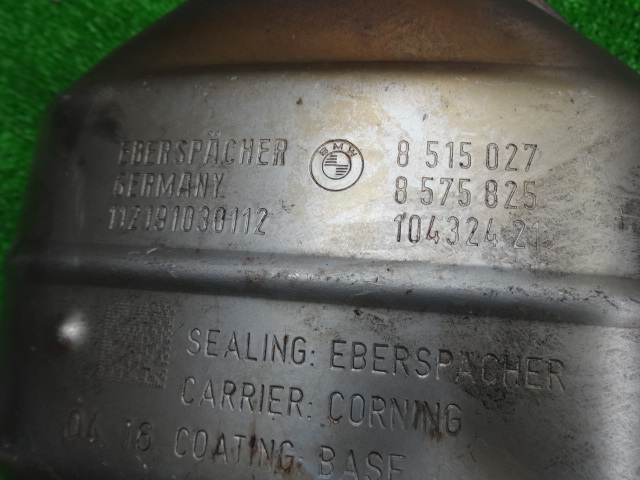 EBERSPÄCHER BMW 8 515 027
GERMANY 8 575 825
112191030112 104324 21
SEALING: EBERSPÄCHER
CARRIER: CORNING
04 18 COATING: BASF